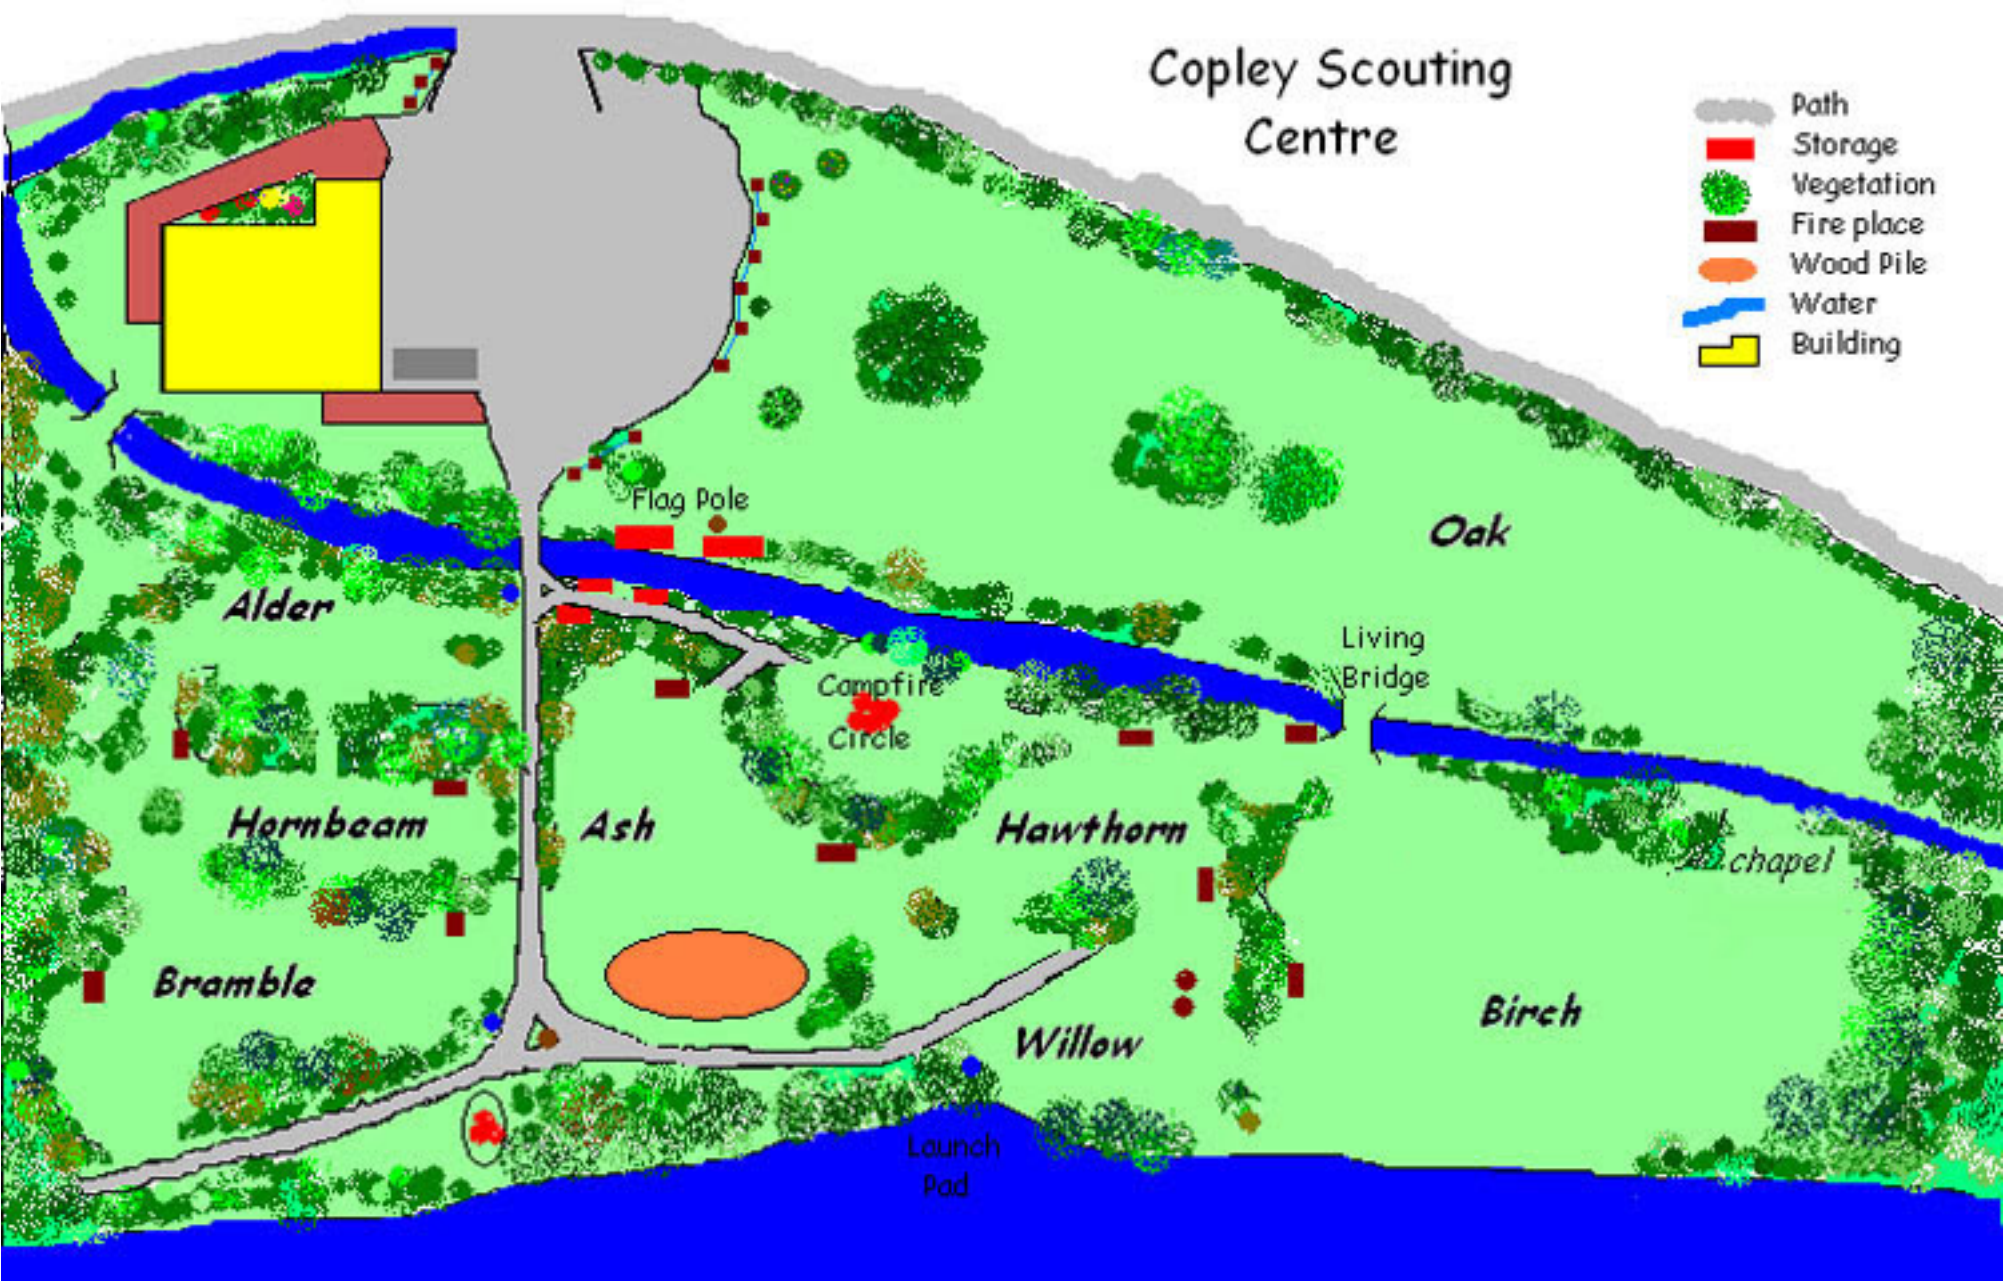 Copley Scouting
Centre
Path
Storage
Vegetation
Fire place
Wood Pile
Water
Building
Flag Pole
Oak
Alder
Living
Bridge
Campfire
Circle
Hornbeam
Ash
Hawthorn
chapel
Bramble
Birch
Willow
Launch
Pad